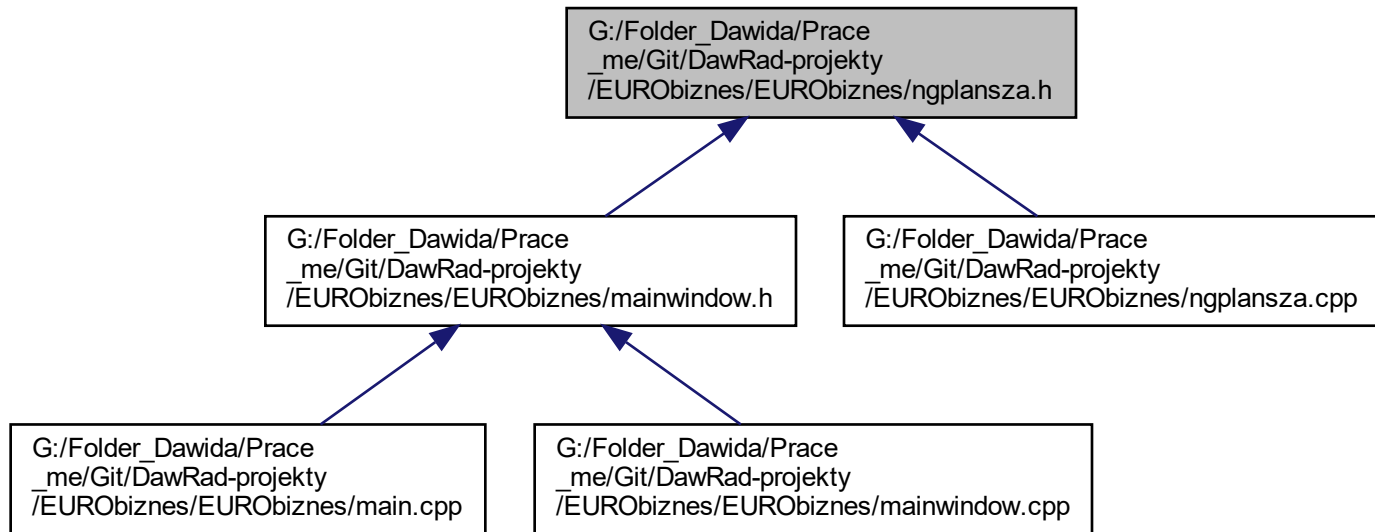 G:/Folder_Dawida/Prace
_me/Git/DawRad-projekty
/EURObiznes/EURObiznes/ngplansza.h
G:/Folder_Dawida/Prace
_me/Git/DawRad-projekty
/EURObiznes/EURObiznes/mainwindow.h
G:/Folder_Dawida/Prace
_me/Git/DawRad-projekty
/EURObiznes/EURObiznes/ngplansza.cpp
G:/Folder_Dawida/Prace
_me/Git/DawRad-projekty
/EURObiznes/EURObiznes/main.cpp
G:/Folder_Dawida/Prace
_me/Git/DawRad-projekty
/EURObiznes/EURObiznes/mainwindow.cpp